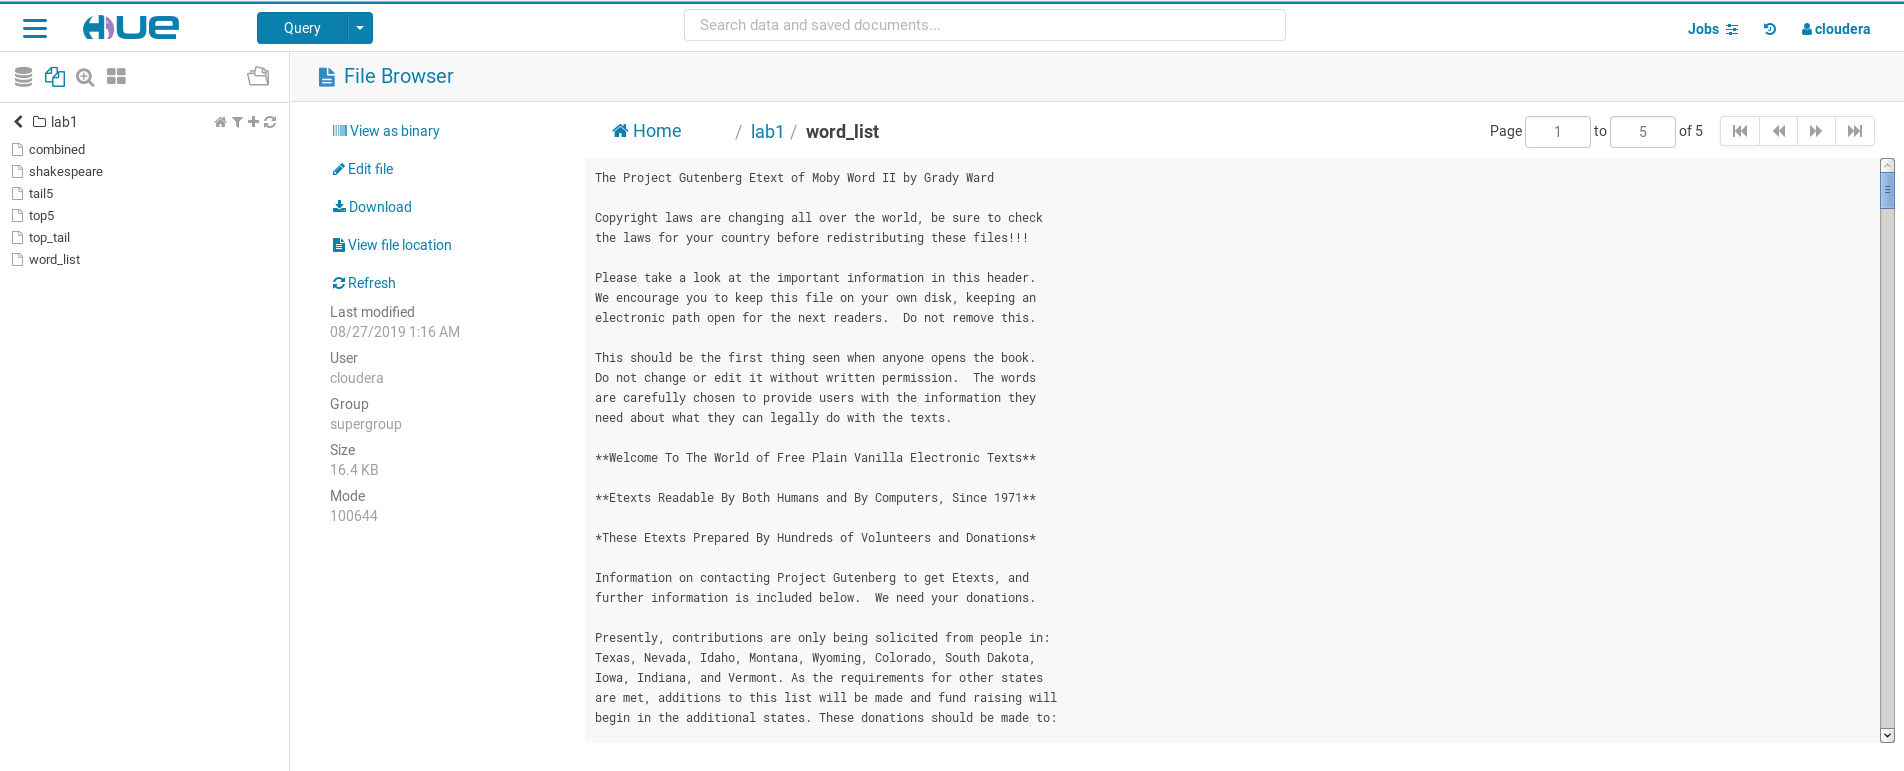 HUE
Query
Search data and saved documents...
Jobs
cloudera
File Browser
lab1
combined
shakespeare
tail5
top5
top_tail
word_list
View as binary
Edit file
Download
View file location
Refresh
Last modified
08/27/2019 1:16 AM
User
cloudera
Group
supergroup
Size
16.4 KB
Mode
100644
Home / lab1 / word_list
Page 1 to 5 of 5
The Project Gutenberg Etext of Moby Word II by Grady Ward
Copyright laws are changing all over the world, be sure to check
the laws for your country before redistributing these files!!!
Please take a look at the important information in this header.
We encourage you to keep this file on your own disk, keeping an
electronic path open for the next readers.  Do not remove this.
This should be the first thing seen when anyone opens the book.
Do not change or edit it without written permission.  The words
are carefully chosen to provide users with the information they
need about what they can legally do with the texts.
**Welcome To The World of Free Plain Vanilla Electronic Texts**
**Etexts Readable By Both Humans and By Computers, Since 1971**
*These Etexts Prepared By Hundreds of Volunteers and Donations*
Information on contacting Project Gutenberg to get Etexts, and
further information is included below.  We need your donations.
Presently, contributions are only being solicited from people in:
Texas, Nevada, Idaho, Montana, Wyoming, Colorado, South Dakota,
Iowa, Indiana, and Vermont. As the requirements for other states
are met, additions to this list will be made and fund raising will
begin in the additional states. These donations should be made to: